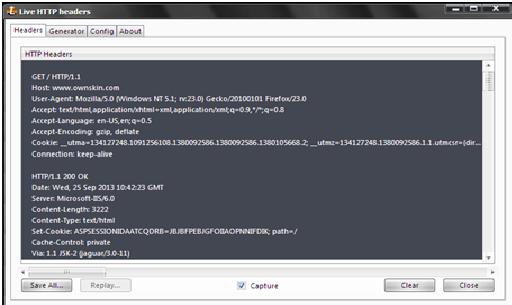 Live HTTP headers
Headers Generator Config About
HTTP Headers
GET / HTTP/1.1
Host: www.ownskin.com
User-Agent: Mozilla/5.0 (Windows NT 5.1; rv:23.0) Gecko/20100101 Firefox/23.0
Accept: text/html,application/xhtml+xml,application/xml;q=0.9,*/*;q=0.8
Accept-Language: en-US,en;q=0.5
Accept-Encoding: gzip, deflate
Cookie: __utma=134127248.1091256108.1380092586.1380092586.1380105668.2; __utmz=134127248.1380092586.1.1.utmcsr=(dir...
Connection: keep-alive
HTTP/1.1 200 OK
Date: Wed, 25 Sep 2013 10:42:23 GMT
Server: Microsoft-IIS/6.0
Content-Length: 3222
Content-Type: text/html
Set-Cookie: path=/
Cache-Control: private
Via: 1.1 JSK-2 (jaguar/3.0-11)
Save All... Replay... Capture Clear Close